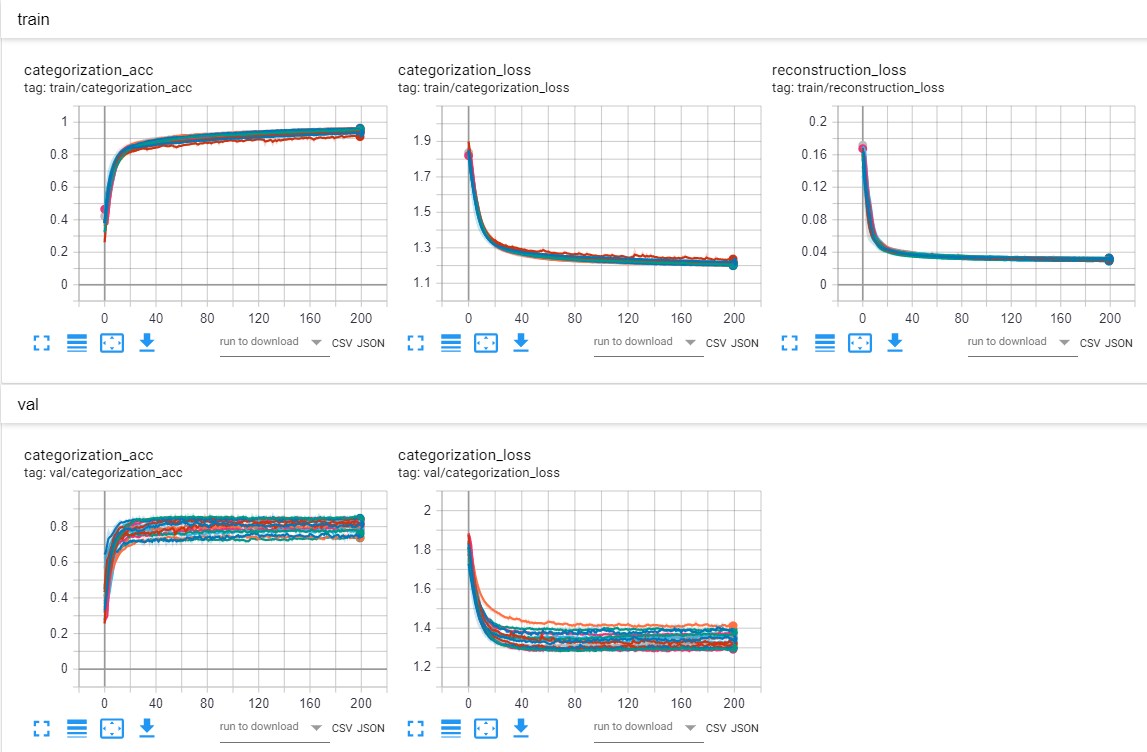 train
categorization_acc
tag: train/categorization_acc
1
0.8
0.6
0.4
0.2
0
0 40 80 120 160 200
run to download CSV JSON
categorization_loss
tag: train/categorization_loss
1.9
1.7
1.5
1.3
1.1
0 40 80 120 160 200
run to download CSV JSON
reconstruction_loss
tag: train/reconstruction_loss
0.2
0.16
0.12
0.08
0.04
0
0 40 80 120 160 200
run to download CSV JSON
val
categorization_acc
tag: val/categorization_acc
0.8
0.6
0.4
0.2
0
0 40 80 120 160 200
run to download CSV JSON
categorization_loss
tag: val/categorization_loss
2
1.8
1.6
1.4
1.2
0 40 80 120 160 200
run to download CSV JSON